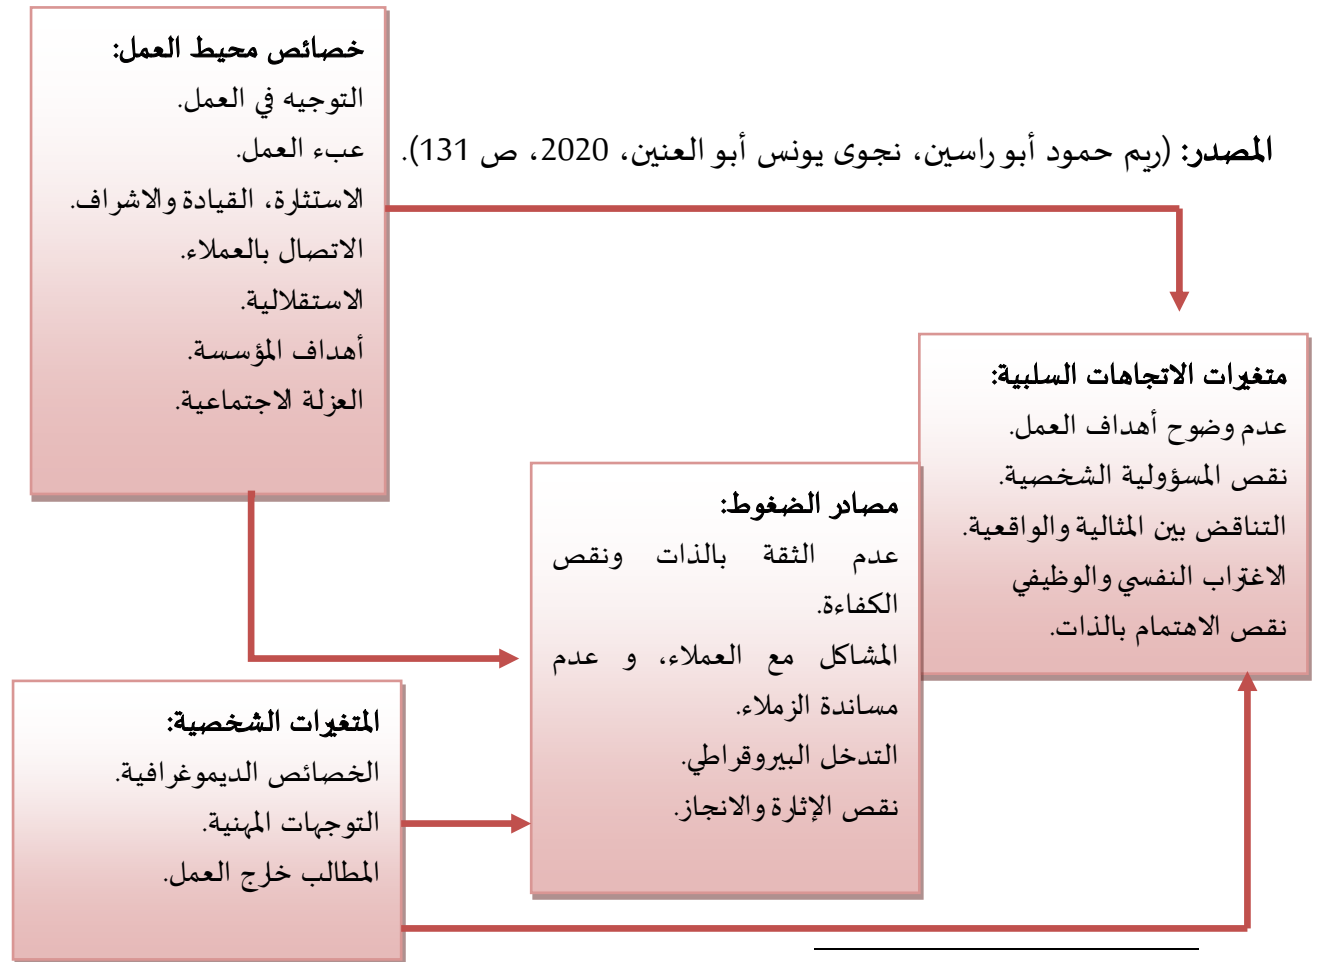 خصائص محيط العمل:
التوجيه في العمل.
عبء العمل.
الاستثارة، القيادة والاشراف.
الاتصال بالعملاء.
الاستقلالية.
أهداف المؤسسة.
العزلة الاجتماعية.
المصدر: (ريم حمود أبو راسين، نجوى يونس أبو العنين، 2020، ص 131).
متغيرات الاتجاهات السلبية:
عدم وضوح أهداف العمل.
نقص المسؤولية الشخصية.
التناقض بين المثالية والواقعية.
الاغتراب النفسي والوظيفي
نقص الاهتمام بالذات.
مصادر الضغوط:
عدم الثقة بالذات ونقص
الكفاءة.
المشاكل مع العملاء، و عدم
مساندة الزملاء.
التدخل البيروقراطي.
نقص الإثارة والانجاز.
المتغيرات الشخصية:
الخصائص الديموغرافية.
التوجهات المهنية.
المطالب خارج العمل.